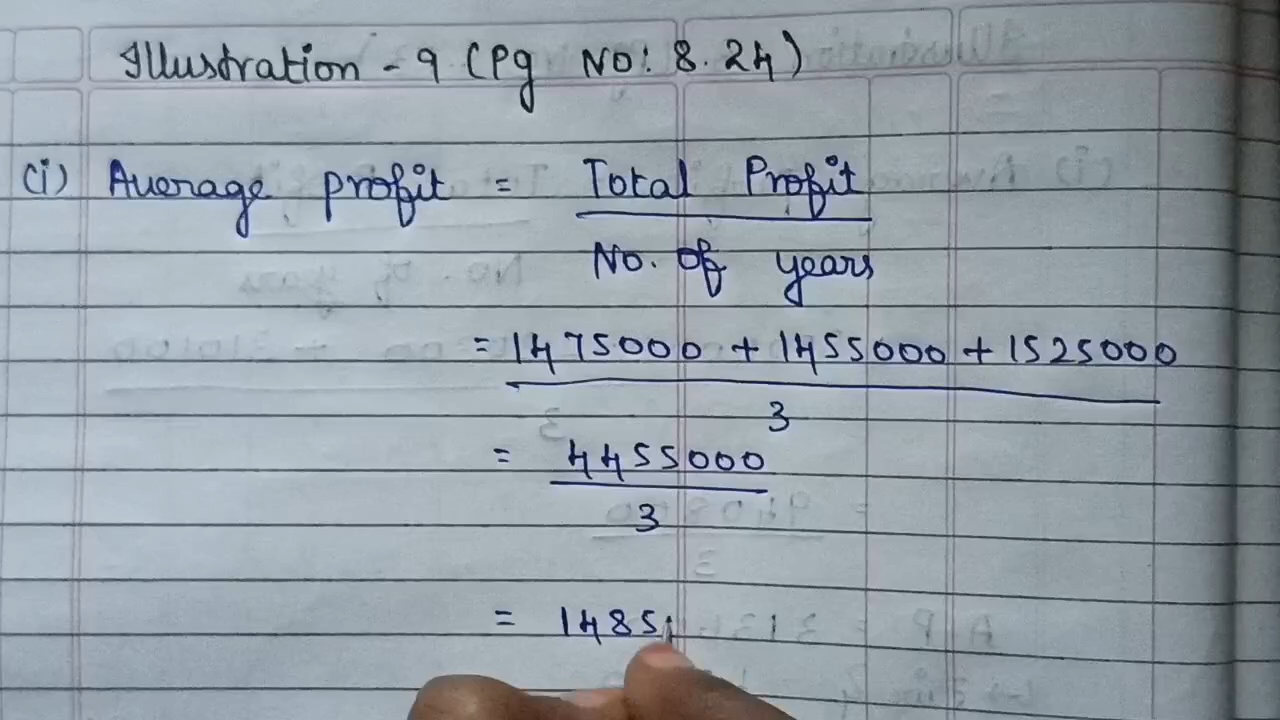 Illustration - 9 (Pg No: 8.24)
(i) Average profit = Total Profit
No. of years
= 1475000 + 1455000 + 1525000
3
= 4455000
3
= 1485